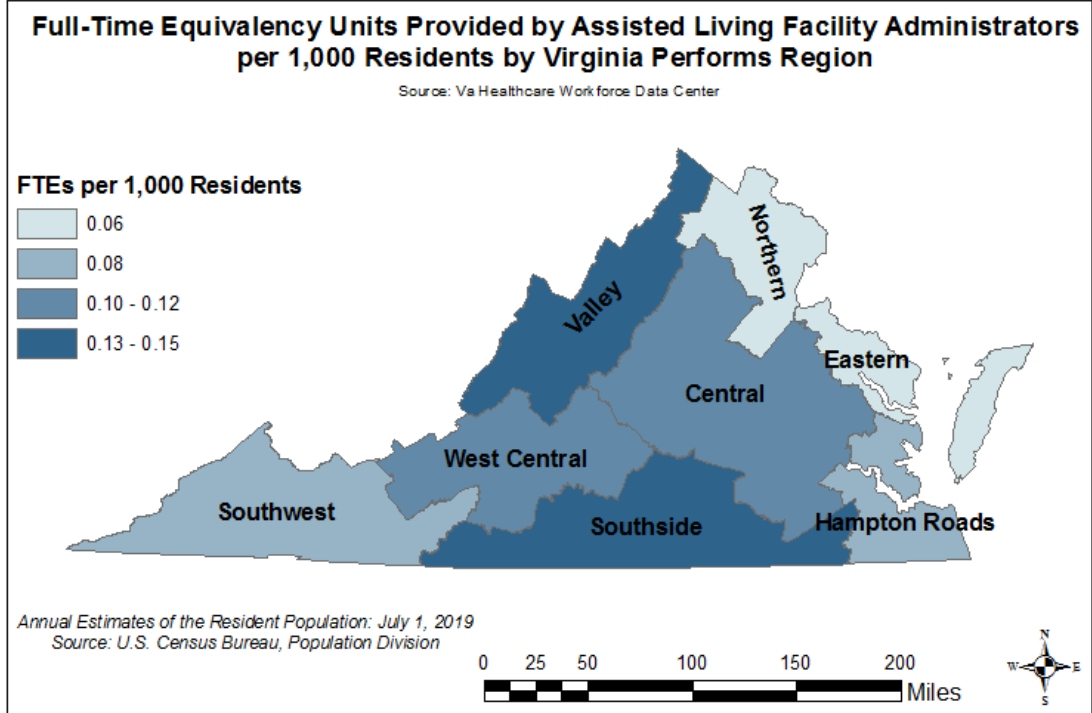 Full-Time Equivalency Units Provided by Assisted Living Facility Administrators
per 1,000 Residents by Virginia Performs Region
Source: Va Healthcare Workforce Data Center
FTEs per 1,000 Residents
0.06
0.08
0.10 - 0.12
0.13 - 0.15
Northern
Valley
Eastern
Central
West Central
Southwest
Southside
Hampton Roads
Annual Estimates of the Resident Population: July 1, 2019
Source: U.S. Census Bureau, Population Division
0 25 50 100 150 200
Miles
N
W E
S